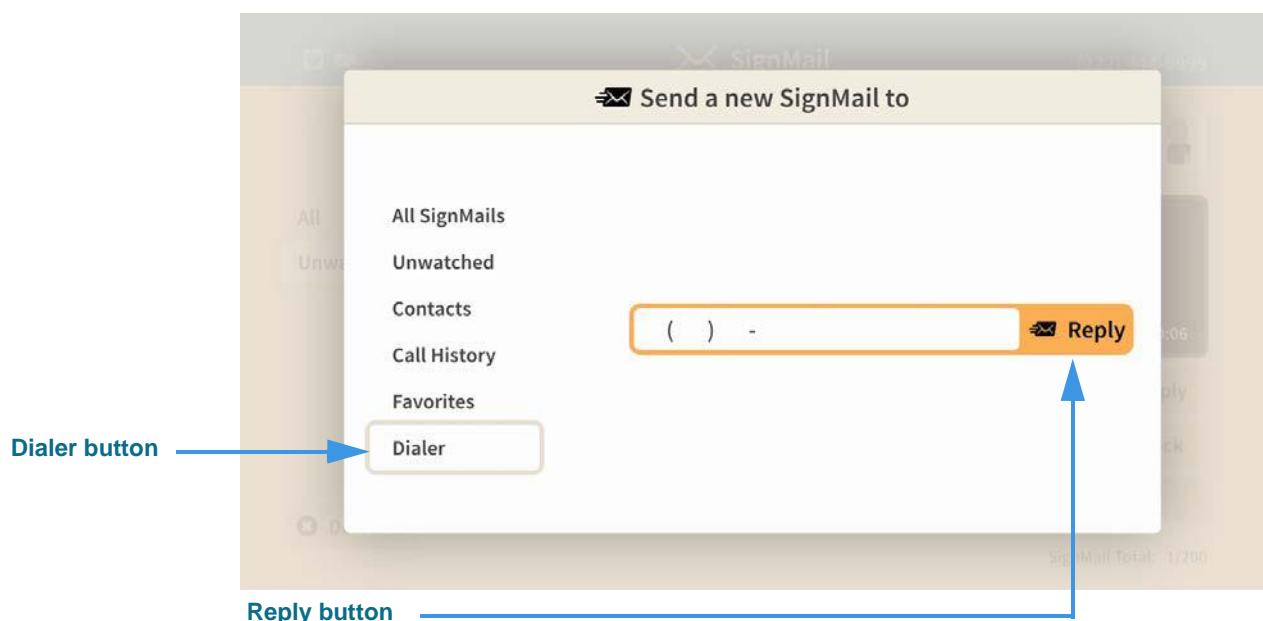 SignMail
Send a new SignMail to
All
All SignMails
Unwatched
Contacts
( ) -
Reply
Call History
Favorites
Dialer button
Dialer
SignMail Total: 1/200
Reply button